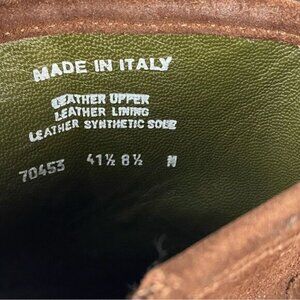 MADE IN ITALY
LEATHER UPPER
LEATHER LINING
LEATHER SYNTHETIC SOLE
70453 41½ 8½ M